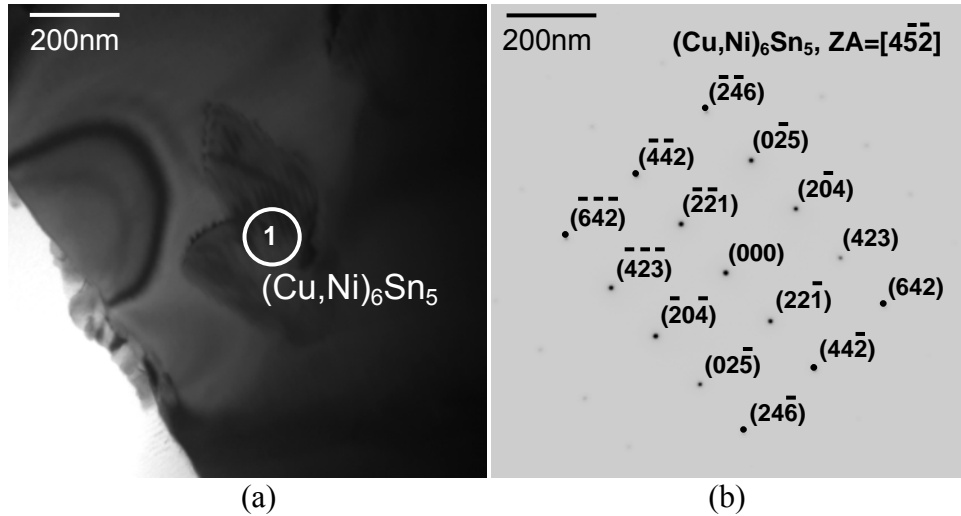 200nm
1
(Cu,Ni)₆Sn₅
(a)
200nm
(Cu,Ni)₆Sn₅, ZA=[45̄2̄]
(2̄4̄6)
(02̄5)
(4̄4̄2)
(20̄4)
(2̄2̄1)
(6̄4̄2̄)
(423)
(000)
(4̄2̄3̄)
(642)
(2̄04̄)
(221̄)
(442̄)
(025̄)
(246̄)
(b)